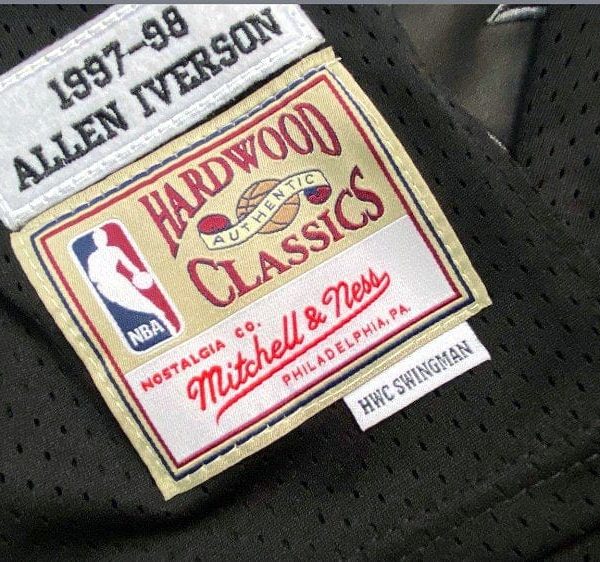 1997-98
ALLEN IVERSON
HARDWOOD
AUTHENTIC
CLASSICS
NBA
NOSTALGIA CO.
Mitchell & Ness
PHILADELPHIA, PA.
HWC SWINGMAN